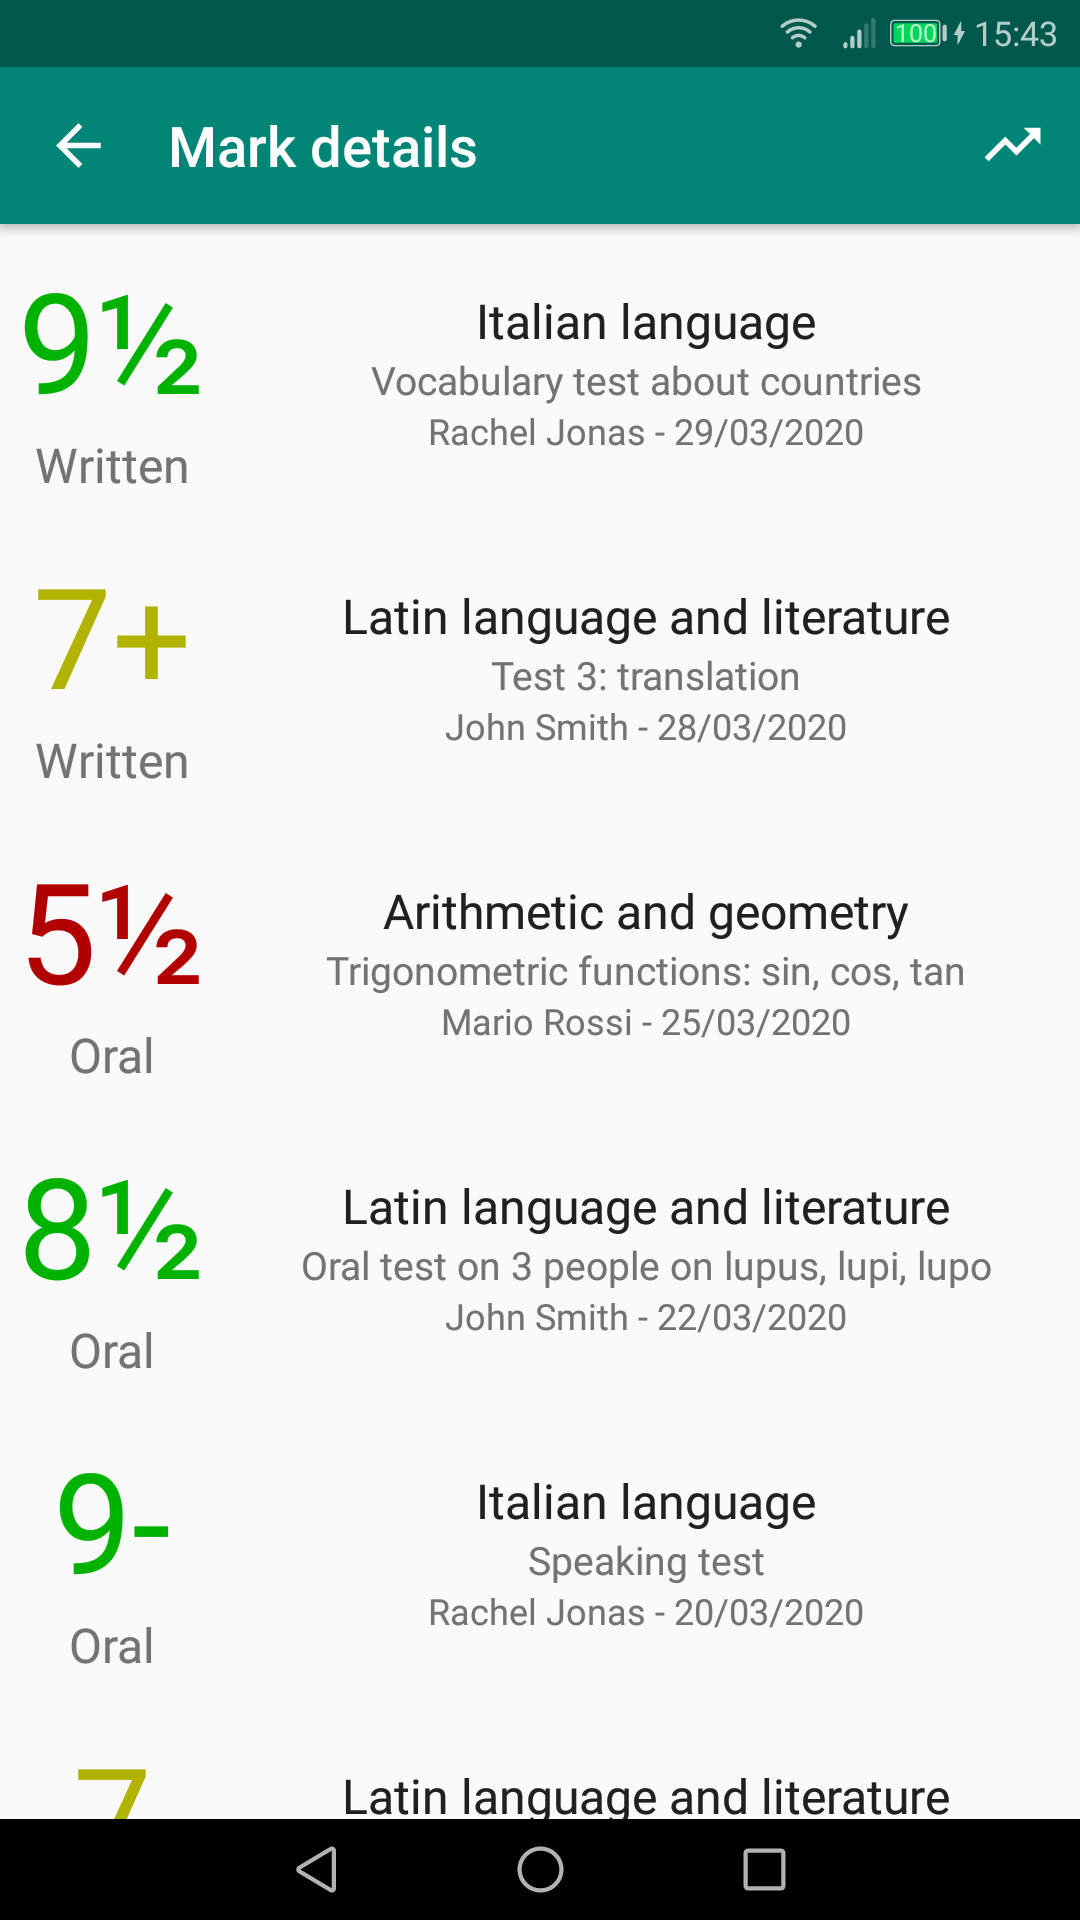 100 15:43
Mark details
9½
Written
Italian language
Vocabulary test about countries
Rachel Jonas - 29/03/2020
7+
Written
Latin language and literature
Test 3: translation
John Smith - 28/03/2020
5½
Oral
Arithmetic and geometry
Trigonometric functions: sin, cos, tan
Mario Rossi - 25/03/2020
8½
Oral
Latin language and literature
Oral test on 3 people on lupus, lupi, lupo
John Smith - 22/03/2020
9-
Oral
Italian language
Speaking test
Rachel Jonas - 20/03/2020
7
Latin language and literature